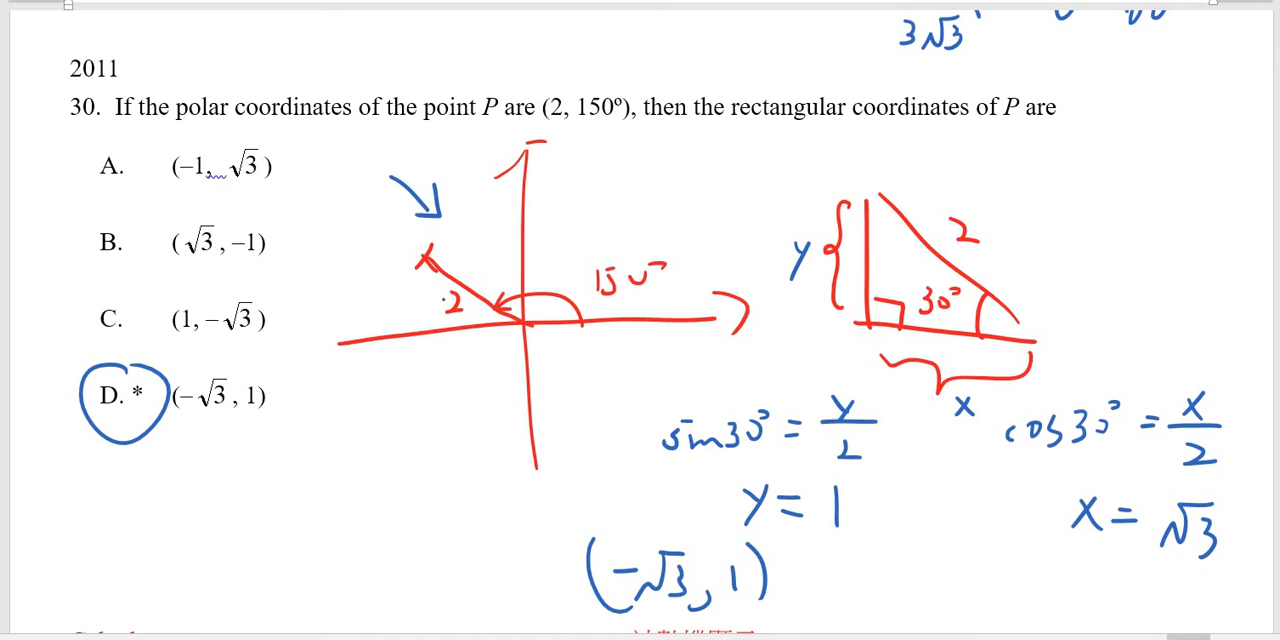 3√3
2011
30. If the polar coordinates of the point P are (2, 150º), then the rectangular coordinates of P are
A. (–1, √3 )
B. (√3 , –1)
C. (1, –√3 )
D. * (–√3 , 1)
2
150°
y
2
30°
x
sin30° = y/2
y = 1
cos30° = x/2
x = √3
(-√3, 1)